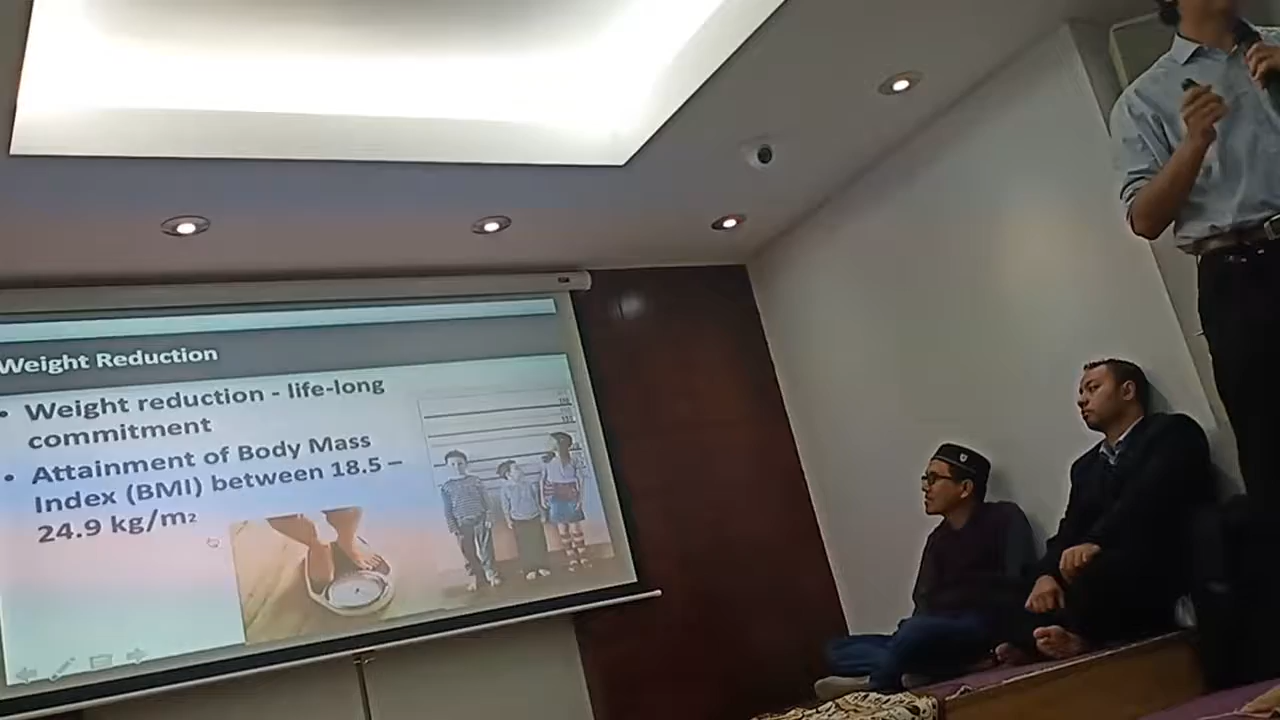 Weight Reduction
• Weight reduction - life-long
commitment
• Attainment of Body Mass
Index (BMI) between 18.5 –
24.9 kg/m2